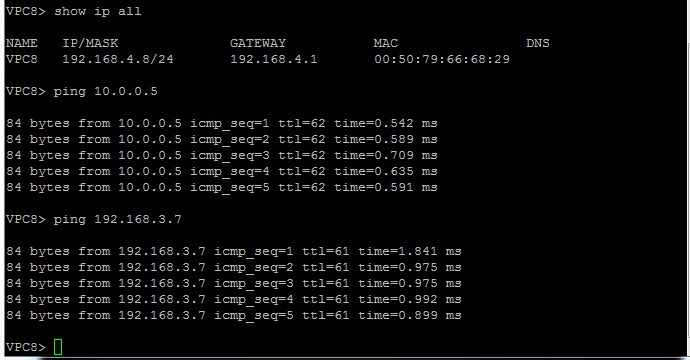 VPC8> show ip all
NAME   IP/MASK              GATEWAY           MAC                DNS
VPC8   192.168.4.8/24       192.168.4.1       00:50:79:66:68:29
VPC8> ping 10.0.0.5
84 bytes from 10.0.0.5 icmp_seq=1 ttl=62 time=0.542 ms
84 bytes from 10.0.0.5 icmp_seq=2 ttl=62 time=0.589 ms
84 bytes from 10.0.0.5 icmp_seq=3 ttl=62 time=0.709 ms
84 bytes from 10.0.0.5 icmp_seq=4 ttl=62 time=0.635 ms
84 bytes from 10.0.0.5 icmp_seq=5 ttl=62 time=0.591 ms
VPC8> ping 192.168.3.7
84 bytes from 192.168.3.7 icmp_seq=1 ttl=61 time=1.841 ms
84 bytes from 192.168.3.7 icmp_seq=2 ttl=61 time=0.975 ms
84 bytes from 192.168.3.7 icmp_seq=3 ttl=61 time=0.975 ms
84 bytes from 192.168.3.7 icmp_seq=4 ttl=61 time=0.992 ms
84 bytes from 192.168.3.7 icmp_seq=5 ttl=61 time=0.899 ms
VPC8>